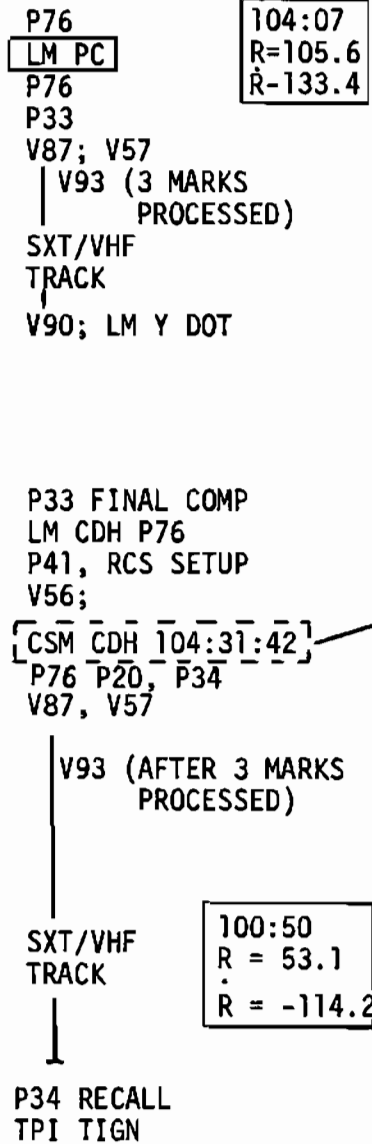 P76
LM PC
P76
P33
V87; V57
V93 (3 MARKS
PROCESSED)
SXT/VHF
TRACK
V90; LM Y DOT
104:07
R=105.6
Ṙ-133.4
P33 FINAL COMP
LM CDH P76
P41, RCS SETUP
V56;
CSM CDH 104:31:42
P76 P20, P34
V87, V57
V93 (AFTER 3 MARKS
PROCESSED)
SXT/VHF
TRACK
100:50
R = 53.1
Ṙ = -114.2
P34 RECALL
TPI TIGN